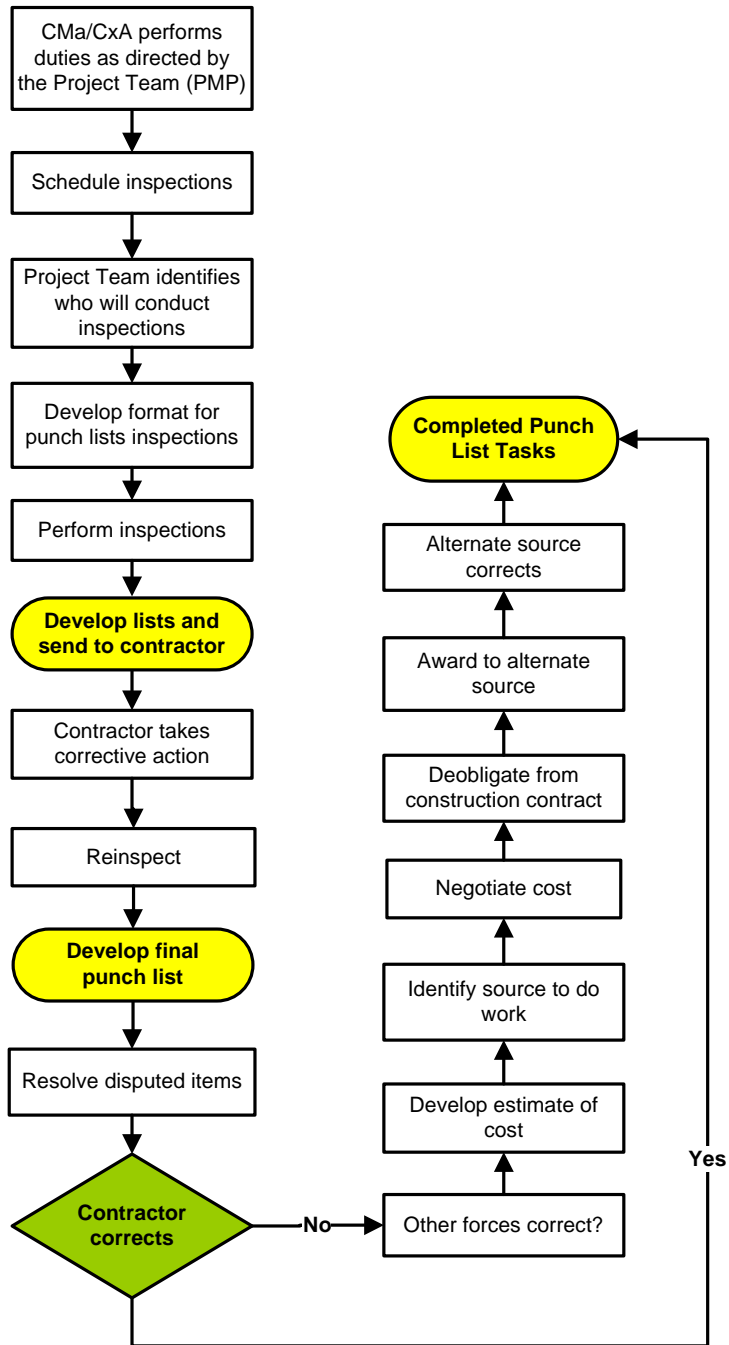 CMa/CxA performs
duties as directed by
the Project Team (PMP)
Schedule inspections
Project Team identifies
who will conduct
inspections
Develop format for
punch lists inspections
Perform inspections
Develop lists and
send to contractor
Contractor takes
corrective action
Reinspect
Develop final
punch list
Resolve disputed items
Contractor
corrects
No
Other forces correct?
Develop estimate of
cost
Identify source to do
work
Negotiate cost
Deobligate from
construction contract
Award to alternate
source
Alternate source
corrects
Completed Punch
List Tasks
Yes